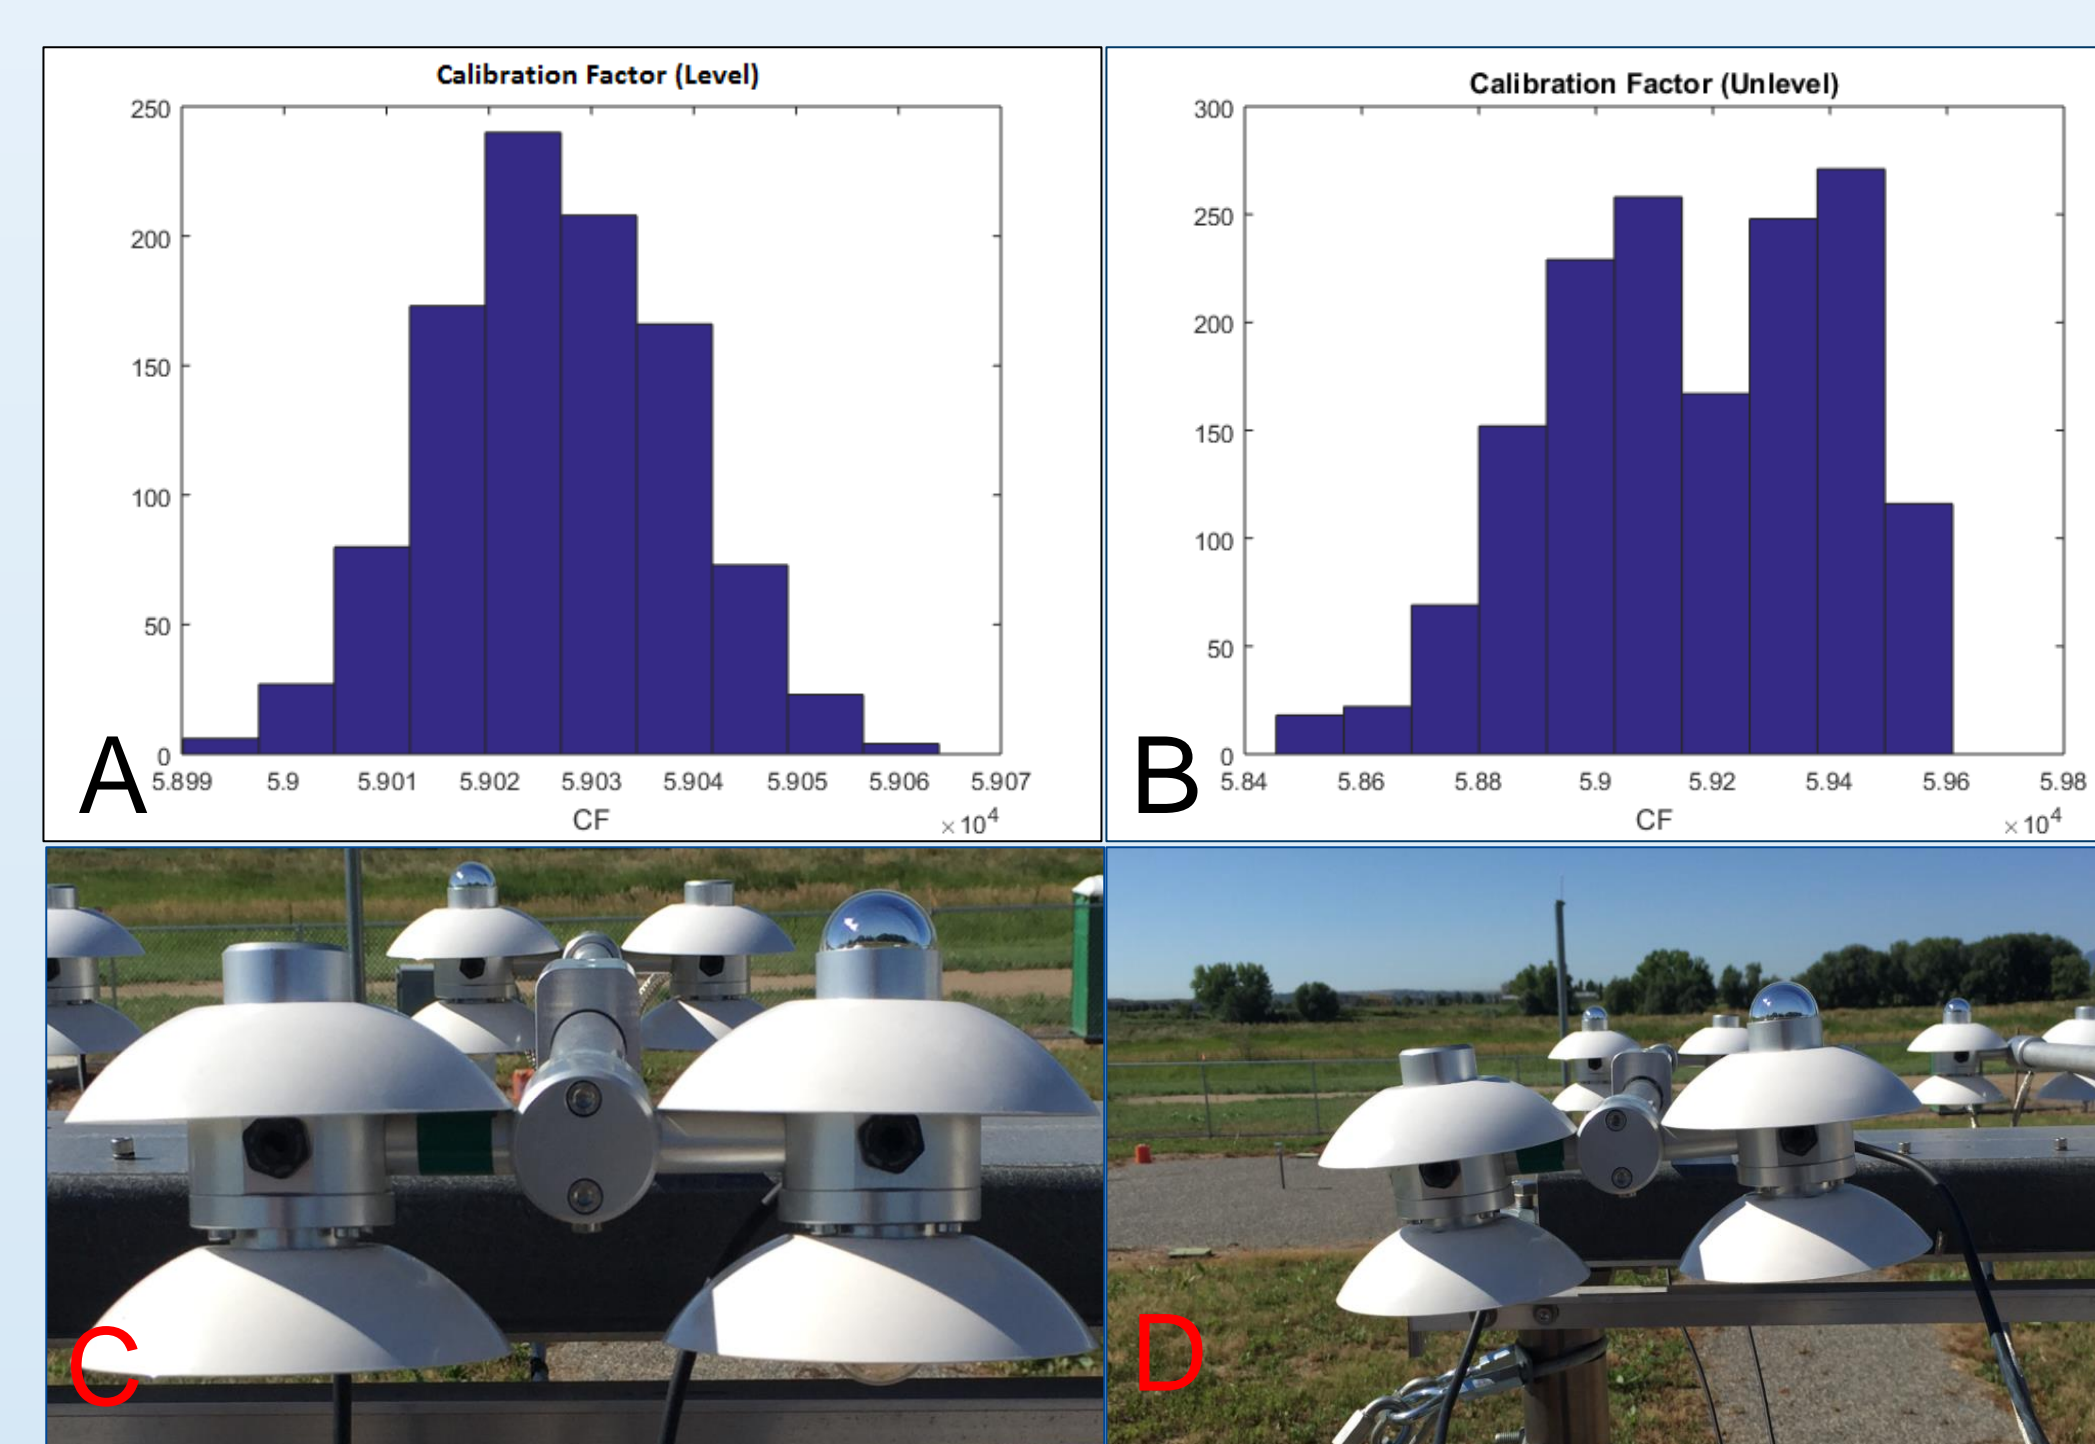 Calibration Factor (Level)
250
200
150
100
50
0
5.899 5.9 5.901 5.902 5.903 5.904 5.905 5.906 5.907
CF
×10⁴
A
Calibration Factor (Unlevel)
300
250
200
150
100
50
0
5.84 5.86 5.88 5.9 5.92 5.94 5.96 5.98
CF
×10⁴
B
C
D